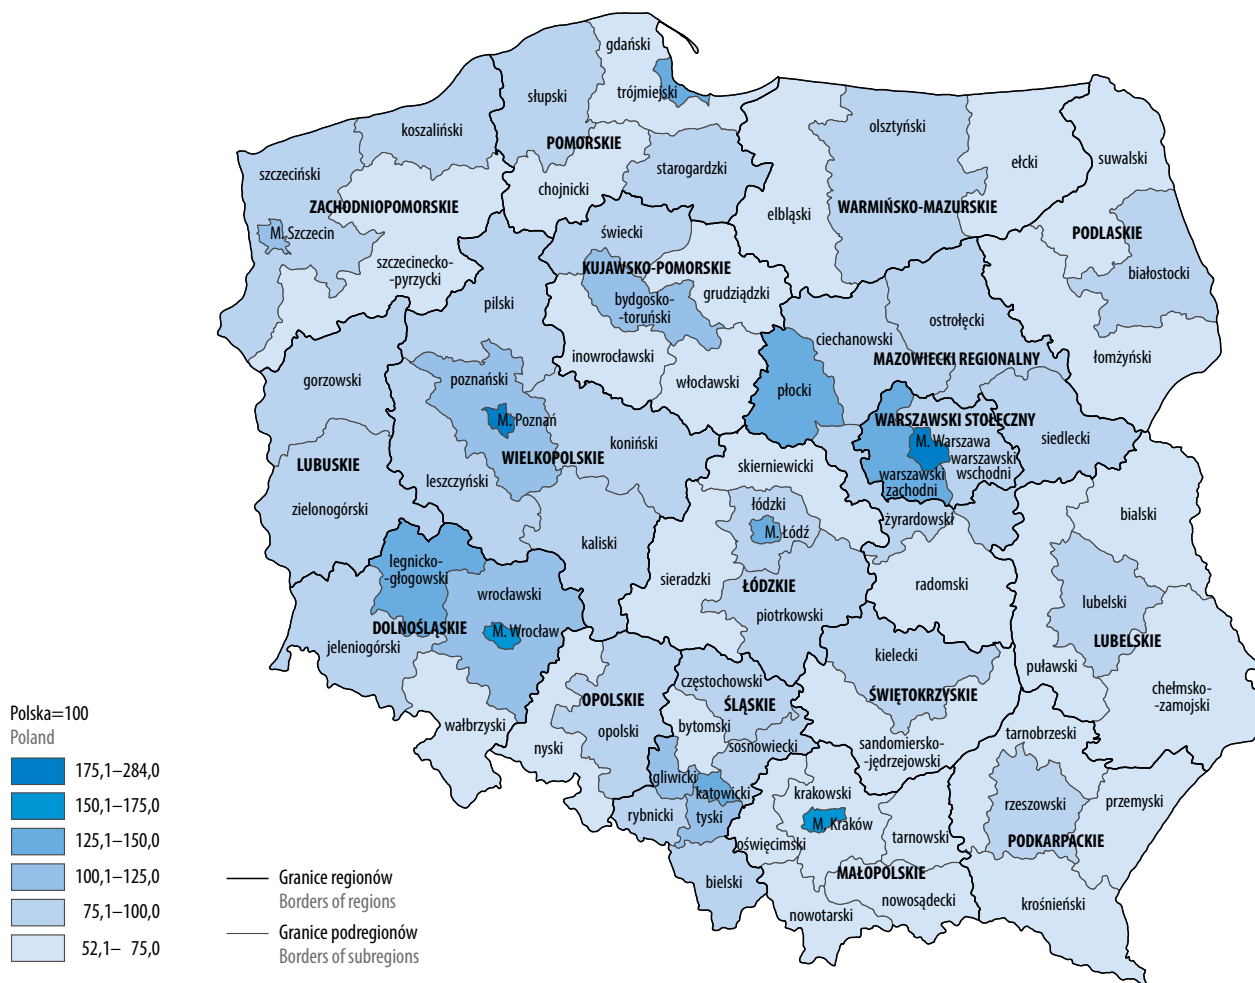 gdański
słupski
trójmiejski
koszaliński
POMORSKIE
olsztyński
szczeciński
starogardzki
ełcki
suwalski
chojnicki
ZACHODNIOPOMORSKIE
elbląski
WARMIŃSKO-MAZURSKIE
M. Szczecin
świecki
PODLASKIE
szczecinecko-
-pyrzycki
KUJAWSKO-POMORSKIE
białostocki
pilski
bydgosko-
-toruński
grudziądzki
ostrołęcki
ciechanowski
inowrocławski
MAZOWIECKI REGIONALNY
łomżyński
gorzowski
poznański
włocławski
płocki
M. Poznań
WARSZAWSKI STOŁECZNY
koniński
M. Warszawa
siedlecki
LUBUSKIE
WIELKOPOLSKIE
skierniewicki
warszawski
wschodni
leszczyński
warszawski
zachodni
zielonogórski
łódzki
żyrardowski
bialski
M. Łódź
kaliski
legnicko-
-głogowski
sieradzki
ŁÓDZKIE
radomski
wrocławski
piotrkowski
lubelski
DOLNOŚLĄSKIE
M. Wrocław
LUBELSKIE
jeleniogórski
kielecki
puławski
częstochowski
chełmsko-
-zamojski
OPOLSKIE
ŚLĄSKIE
ŚWIĘTOKRZYSKIE
wałbrzyski
bytomski
opolski
tarnobrzeski
nyski
sosnowiecki
sandomiersko-
-jędrzejowski
gliwicki
katowicki
krakowski
rzeszowski
przemyski
rybnicki
tyski
M. Kraków
tarnowski
PODKARPACKIE
oświęcimski
MAŁOPOLSKIE
bielski
nowosądecki
krośnieński
nowotarski
Polska=100
Poland
175,1–284,0
150,1–175,0
125,1–150,0
100,1–125,0
75,1–100,0
52,1– 75,0
Granice regionów
Borders of regions
Granice podregionów
Borders of subregions